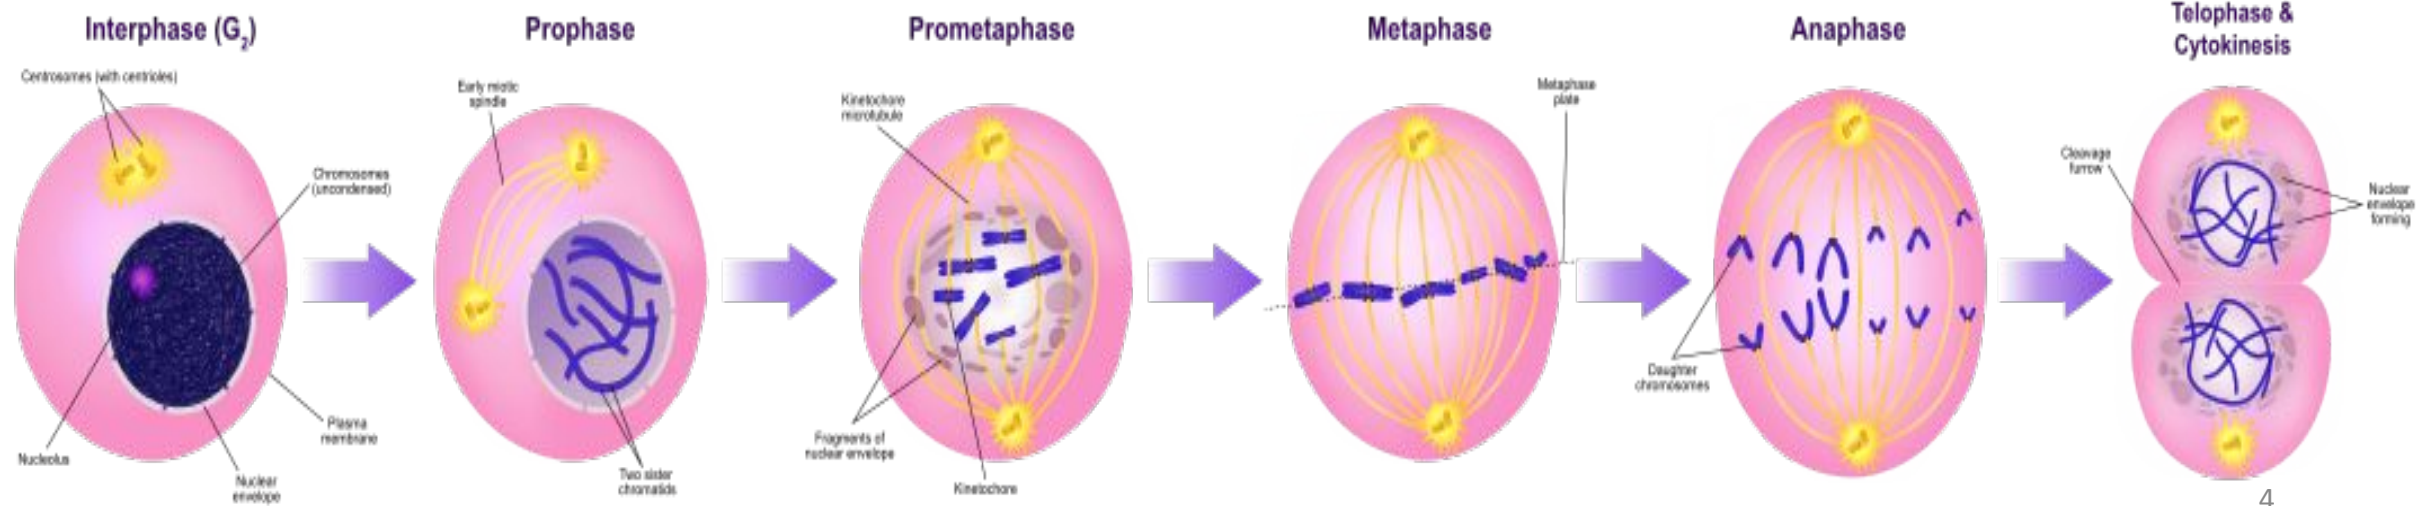 Interphase (G2)
Centrosomes (with centrioles)
Chromosomes
(uncondensed)
Nucleolus
Nuclear
envelope
Plasma
membrane
Prophase
Early miotic
spindle
Two sister
chromatids
Prometaphase
Kinetochore
microtubule
Fragments of
nuclear envelope
Kinetochore
Metaphase
Metaphase
plate
Anaphase
Daughter
chromosomes
Telophase &
Cytokinesis
Cleavage
furrow
Nuclear
envelope
forming
4